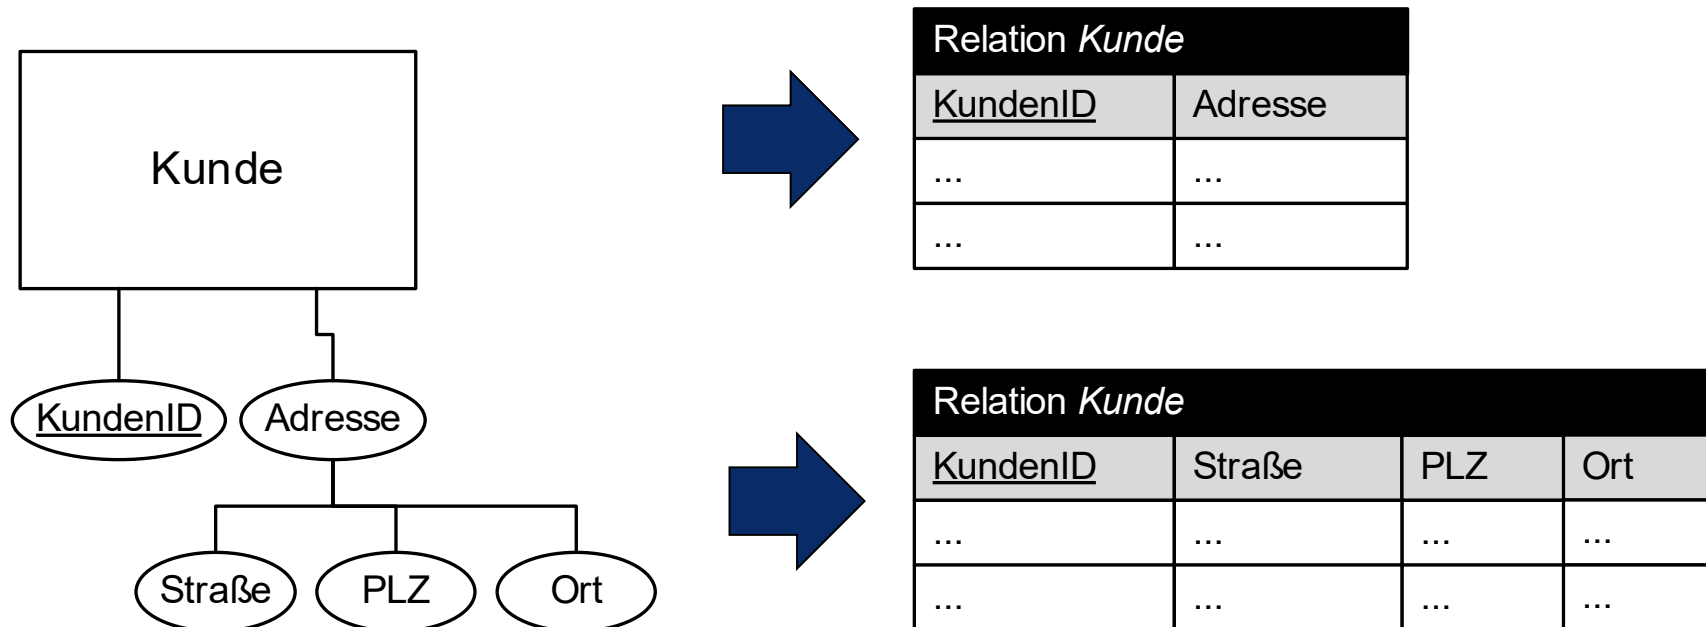 Kunde
KundenID Adresse
Straße PLZ Ort
Relation Kunde
KundenID Adresse
... ...
... ...
Relation Kunde
KundenID Straße PLZ Ort
... ... ... ...
... ... ... ...